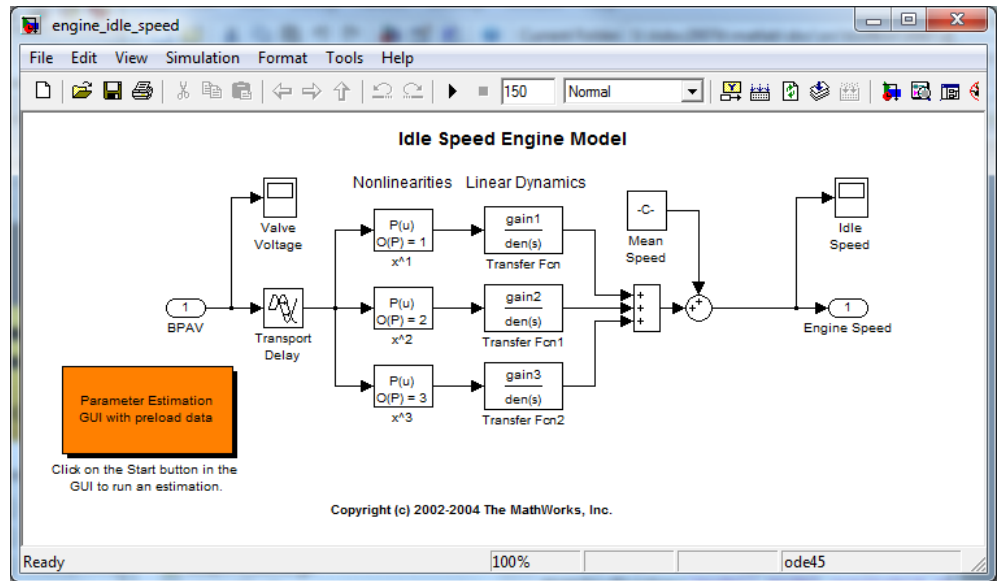 engine_idle_speed
File Edit View Simulation Format Tools Help
150 Normal
Idle Speed Engine Model
Nonlinearities Linear Dynamics
Valve
Voltage
P(u)
O(P) = 1
x^1
gain1
den(s)
Transfer Fcn
-C-
Mean
Speed
Idle
Speed
1
BPAV
Transport
Delay
P(u)
O(P) = 2
x^2
gain2
den(s)
Transfer Fcn1
+
+
+
+
+
1
Engine Speed
P(u)
O(P) = 3
x^3
gain3
den(s)
Transfer Fcn2
Parameter Estimation
GUI with preload data
Click on the Start button in the
GUI to run an estimation.
Copyright (c) 2002-2004 The MathWorks, Inc.
Ready 100% ode45